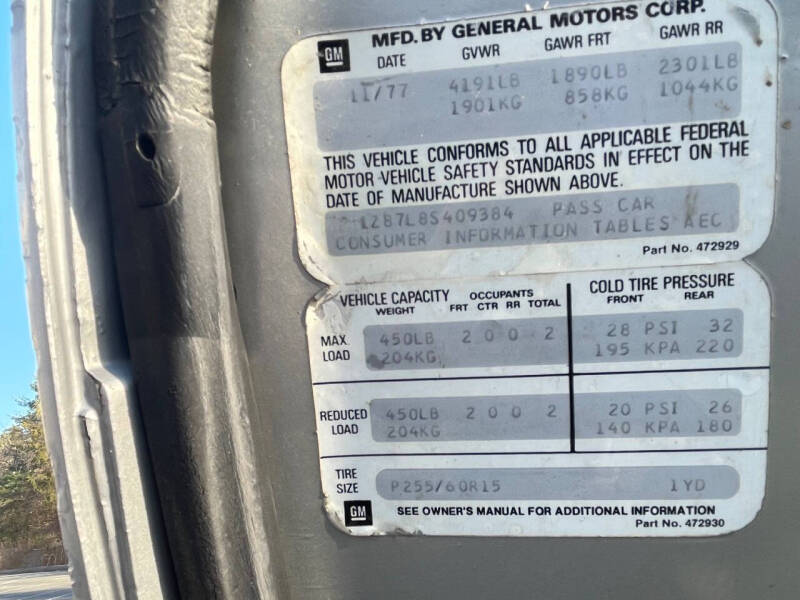 GM MFD. BY GENERAL MOTORS CORP.
DATE GVWR GAWR FRT GAWR RR
11/77 4191LB 1890LB 2301LB
1901KG 858KG 1044KG
THIS VEHICLE CONFORMS TO ALL APPLICABLE FEDERAL
MOTOR VEHICLE SAFETY STANDARDS IN EFFECT ON THE
DATE OF MANUFACTURE SHOWN ABOVE.
1Z87L8S409384 PASS CAR
CONSUMER INFORMATION TABLES AEC
Part No. 472929
VEHICLE CAPACITY OCCUPANTS COLD TIRE PRESSURE
WEIGHT FRT CTR RR TOTAL FRONT REAR
MAX. LOAD 450LB 2 0 0 2 28 PSI 32
204KG 195 KPA 220
REDUCED LOAD 450LB 2 0 0 2 20 PSI 26
204KG 140 KPA 180
TIRE SIZE P255/60R15 1YD
GM SEE OWNER'S MANUAL FOR ADDITIONAL INFORMATION
Part No. 472930